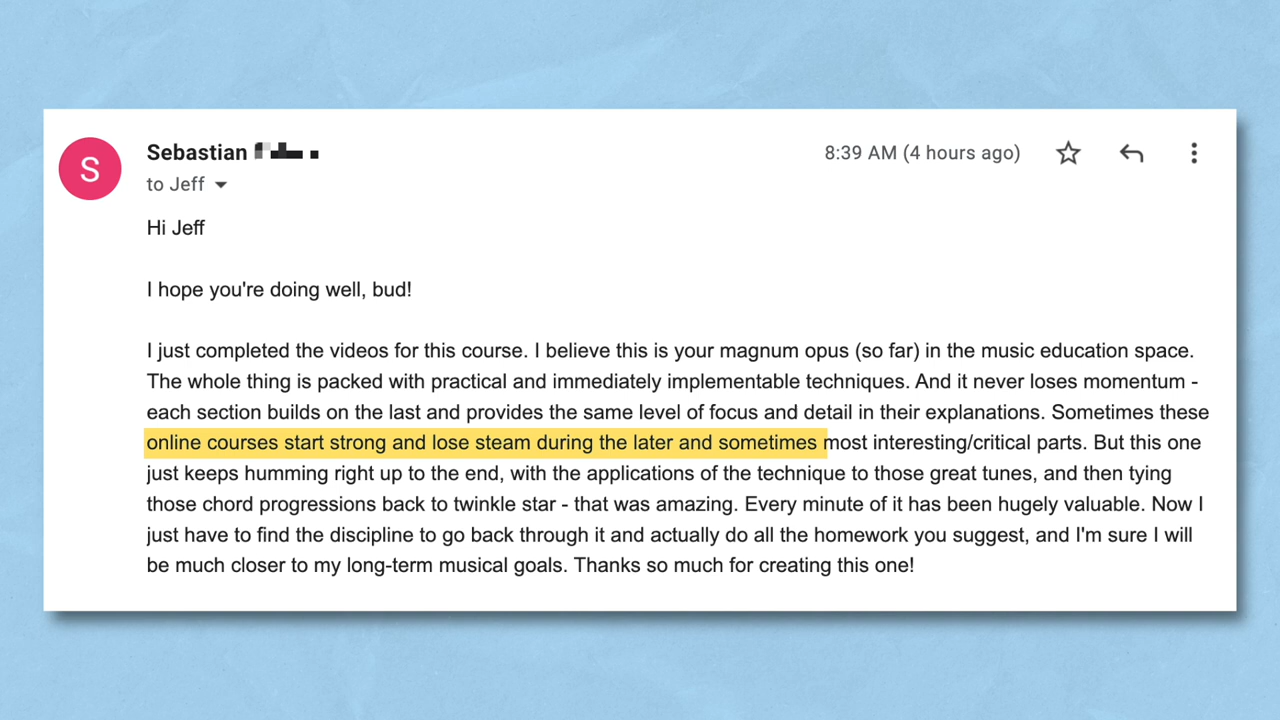 S
Sebastian
8:39 AM (4 hours ago)
to Jeff
Hi Jeff
I hope you're doing well, bud!
I just completed the videos for this course. I believe this is your magnum opus (so far) in the music education space.
The whole thing is packed with practical and immediately implementable techniques. And it never loses momentum -
each section builds on the last and provides the same level of focus and detail in their explanations. Sometimes these
online courses start strong and lose steam during the later and sometimes most interesting/critical parts. But this one
just keeps humming right up to the end, with the applications of the technique to those great tunes, and then tying
those chord progressions back to twinkle star - that was amazing. Every minute of it has been hugely valuable. Now I
just have to find the discipline to go back through it and actually do all the homework you suggest, and I'm sure I will
be much closer to my long-term musical goals. Thanks so much for creating this one!